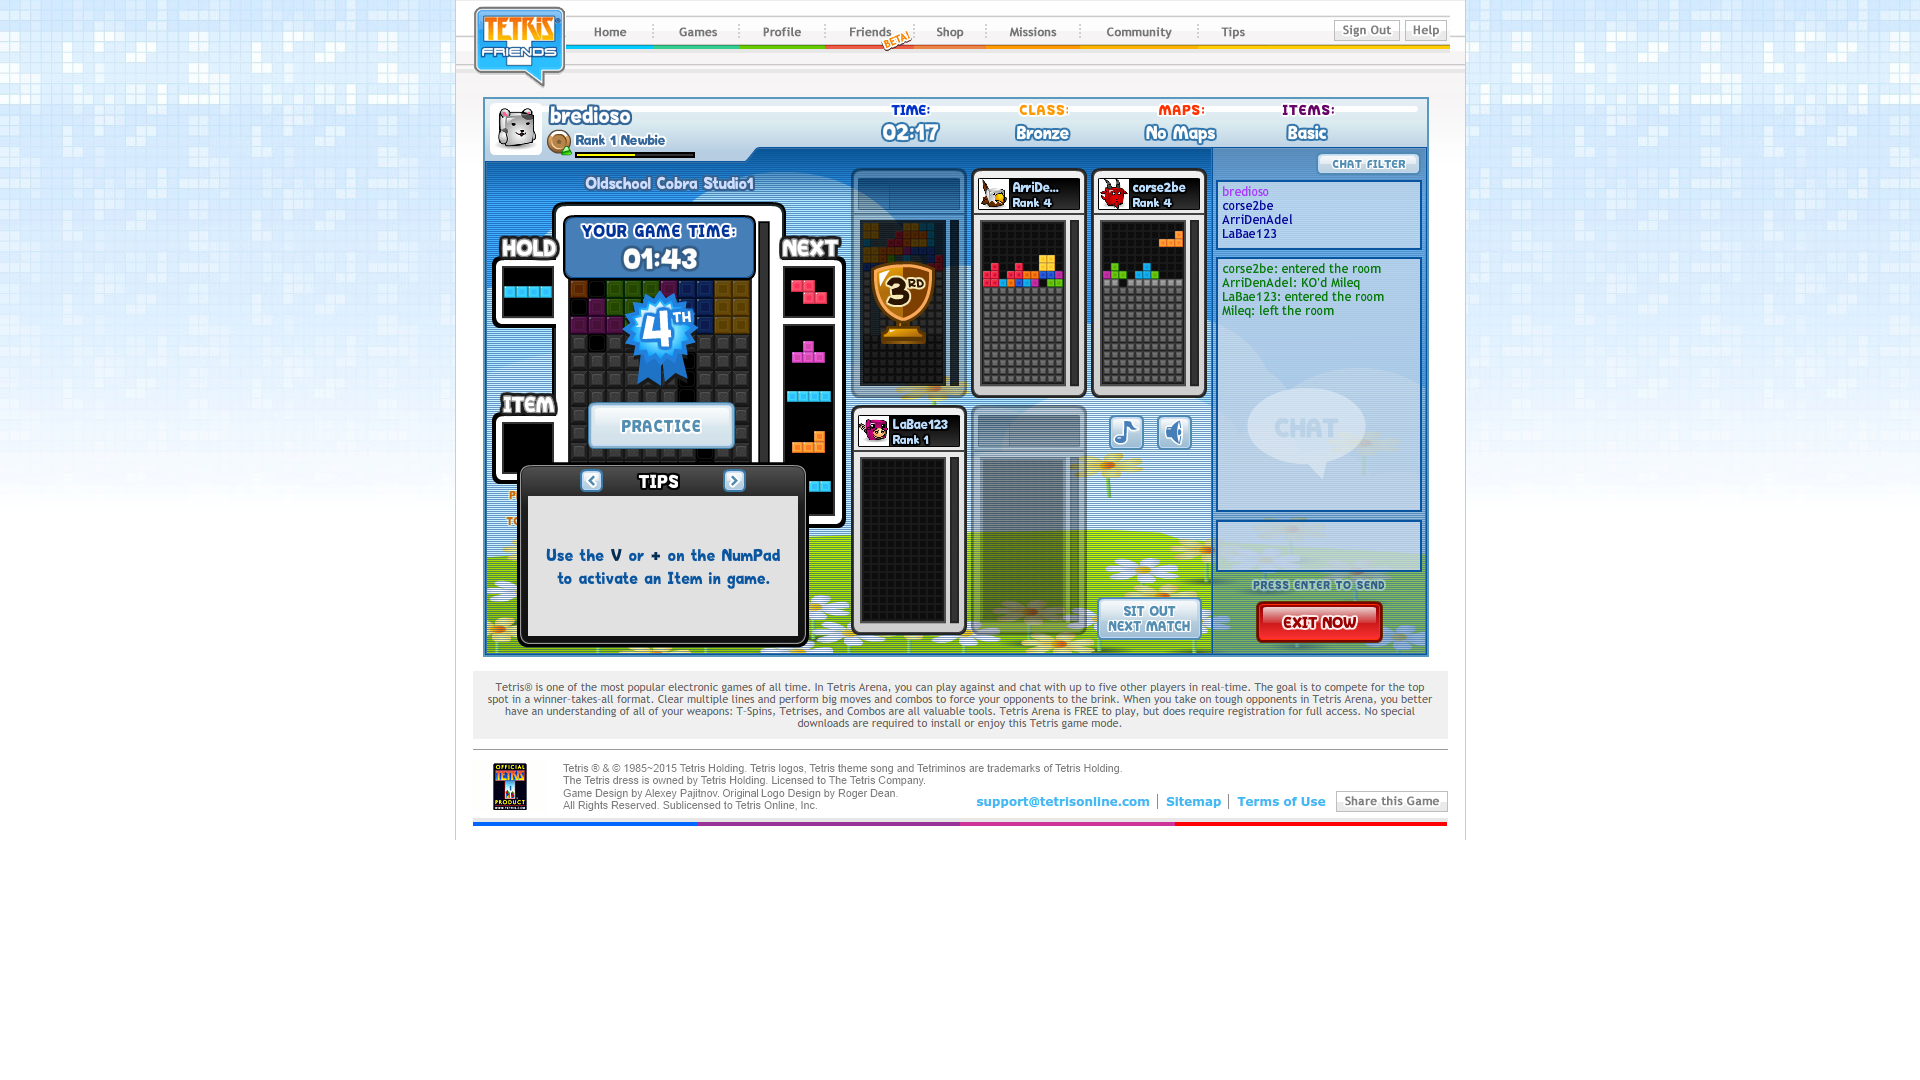 TETRIS
FRIENDS
Home
Games
Profile
Friends
BETA!
Shop
Missions
Community
Tips
Sign Out
Help
bredioso
Rank 1 Newbie
TIME:
02:17
CLASS:
Bronze
MAPS:
No Maps
ITEMS:
Basic
Oldschool Cobra Studio1
YOUR GAME TIME:
01:43
HOLD
NEXT
4TH
ITEM
PRACTICE
TIPS
Use the V or + on the NumPad
to activate an Item in game.
3RD
ArriDe...
Rank 4
corse2be
Rank 4
LaBae123
Rank 1
SIT OUT
NEXT MATCH
CHAT FILTER
bredioso
corse2be
ArriDenAdel
LaBae123
corse2be: entered the room
ArriDenAdel: KO'd Mileq
LaBae123: entered the room
Mileq: left the room
CHAT
PRESS ENTER TO SEND
EXIT NOW
Tetris® is one of the most popular electronic games of all time. In Tetris Arena, you can play against and chat with up to five other players in real-time. The goal is to compete for the top
spot in a winner-takes-all format. Clear multiple lines and perform big moves and combos to force your opponents to the brink. When you take on tough opponents in Tetris Arena, you better
have an understanding of all of your weapons: T-Spins, Tetrises, and Combos are all valuable tools. Tetris Arena is FREE to play, but does require registration for full access. No special
downloads are required to install or enjoy this Tetris game mode.
OFFICIAL
TETRIS
PRODUCT
Tetris ® & © 1985~2015 Tetris Holding. Tetris logos, Tetris theme song and Tetriminos are trademarks of Tetris Holding.
The Tetris dress is owned by Tetris Holding. Licensed to The Tetris Company.
Game Design by Alexey Pajitnov. Original Logo Design by Roger Dean.
All Rights Reserved. Sublicensed to Tetris Online, Inc.
support@tetrisonline.com
Sitemap
Terms of Use
Share this Game